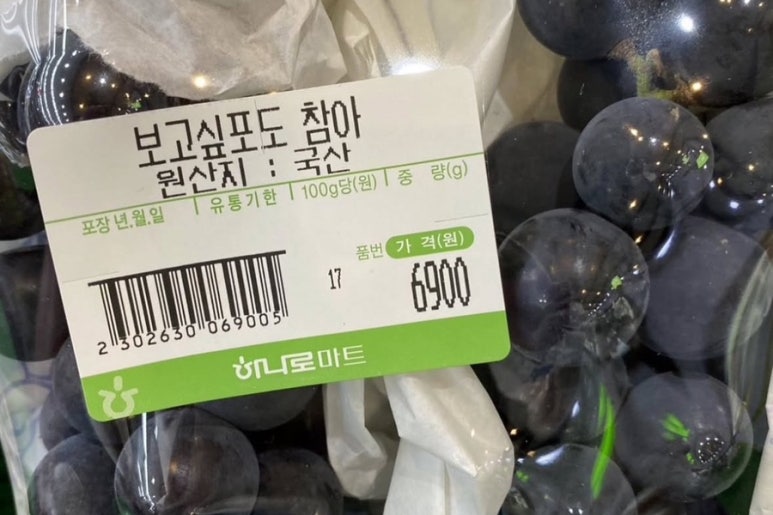 보고싶포도 참아
원산지 : 국산
포장 년.월.일 유통기한 100g당(원) 중 량(g)
품번 가 격(원)
17 6900
2 302630 069005
하나로마트